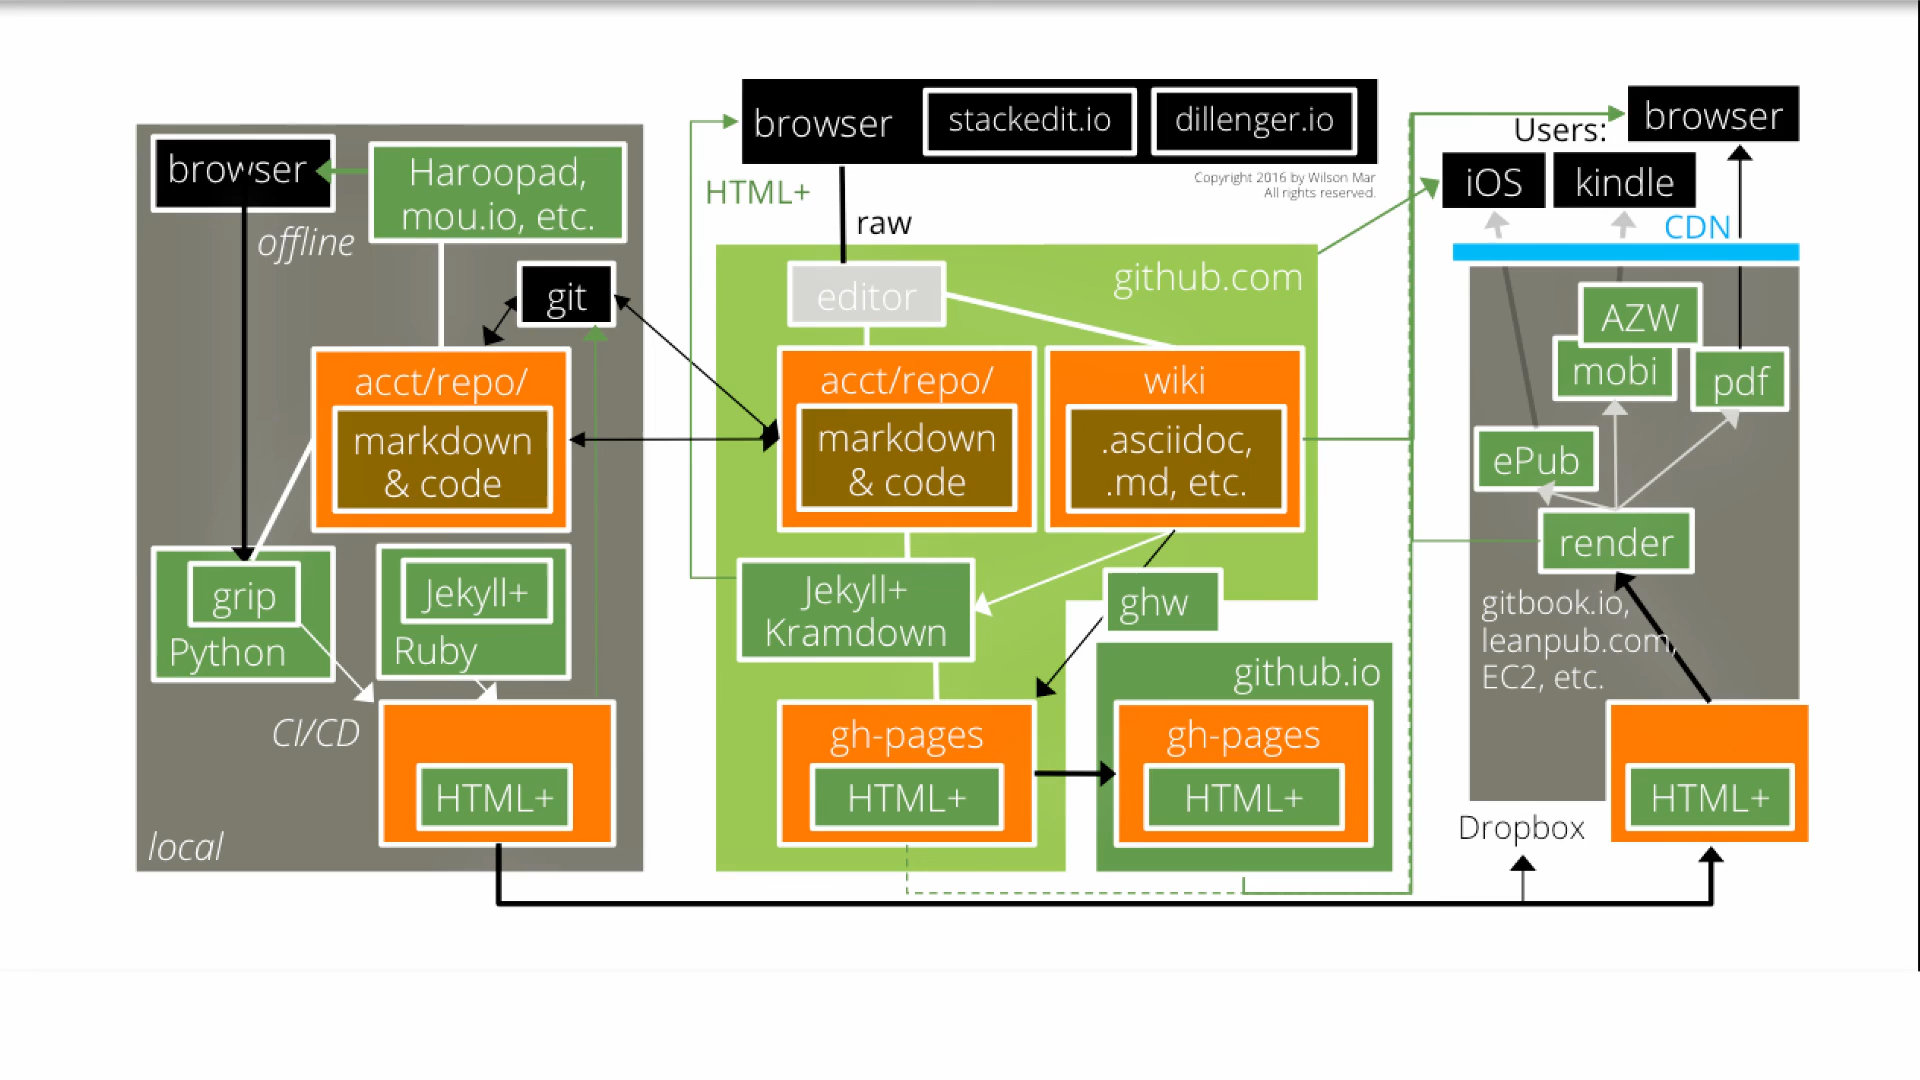 browser
Haroopad,
mou.io, etc.
offline
git
acct/repo/
markdown
& code
grip
Python
Jekyll+
Ruby
CI/CD
HTML+
local
browser
stackedit.io
dillenger.io
HTML+
raw
Copyright 2016 by Wilson Mar
All rights reserved.
editor
github.com
acct/repo/
markdown
& code
wiki
.asciidoc,
.md, etc.
Jekyll+
Kramdown
ghw
github.io
gh-pages
HTML+
gh-pages
HTML+
Users:
browser
iOS
kindle
CDN
AZW
mobi
pdf
ePub
render
gitbook.io,
leanpub.com,
EC2, etc.
HTML+
Dropbox